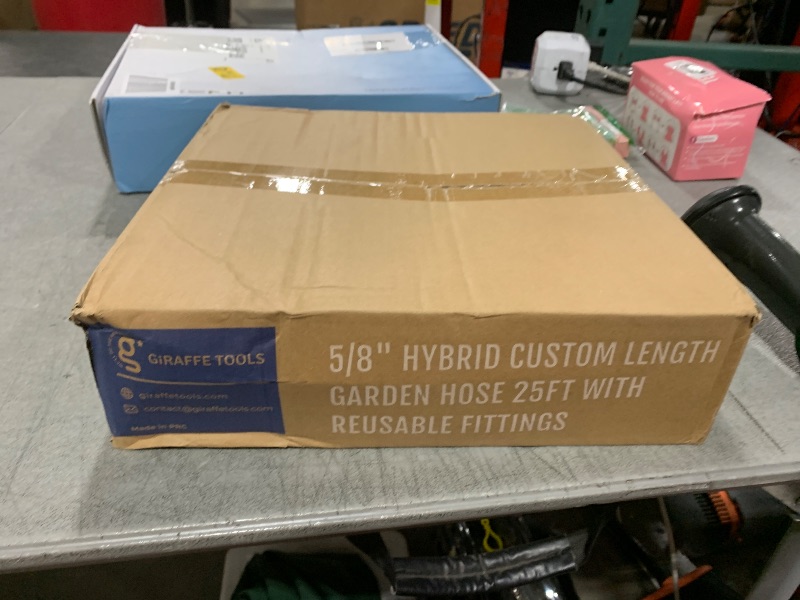 g
GIRAFFE TOOLS
giraffetools.com
contact@giraffetools.com
Made in PRC
5/8" HYBRID CUSTOM LENGTH
GARDEN HOSE 25FT WITH
REUSABLE FITTINGS